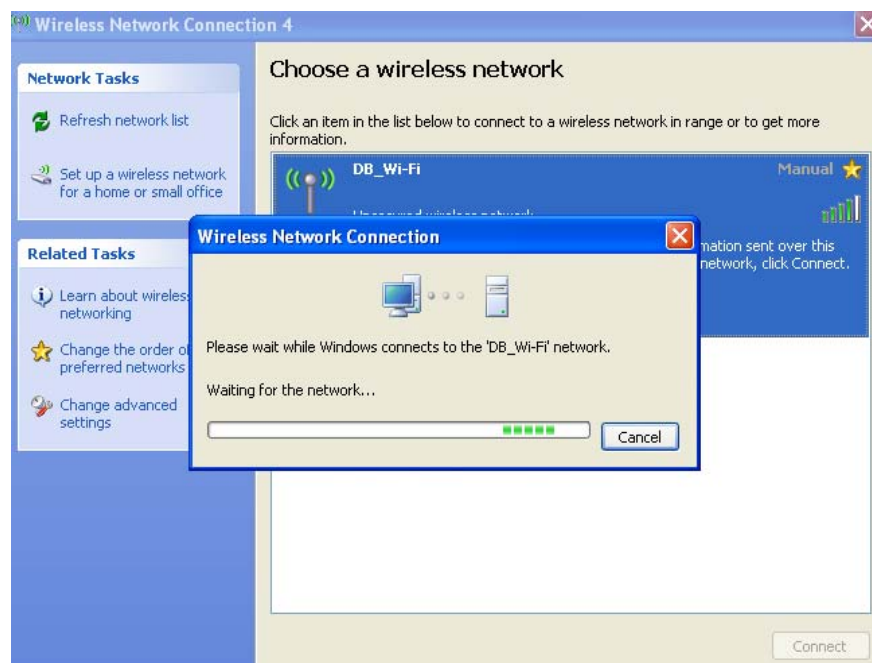 Wireless Network Connection 4
Network Tasks
Refresh network list
Set up a wireless network
for a home or small office
Related Tasks
Learn about wireless
networking
Change the order of
preferred networks
Change advanced
settings
Choose a wireless network
Click an item in the list below to connect to a wireless network in range or to get more
information.
DB_Wi-Fi
Manual
Unsecured wireless network
mation sent over this
network, click Connect.
Wireless Network Connection
Please wait while Windows connects to the 'DB_Wi-Fi' network.
Waiting for the network...
Cancel
Connect